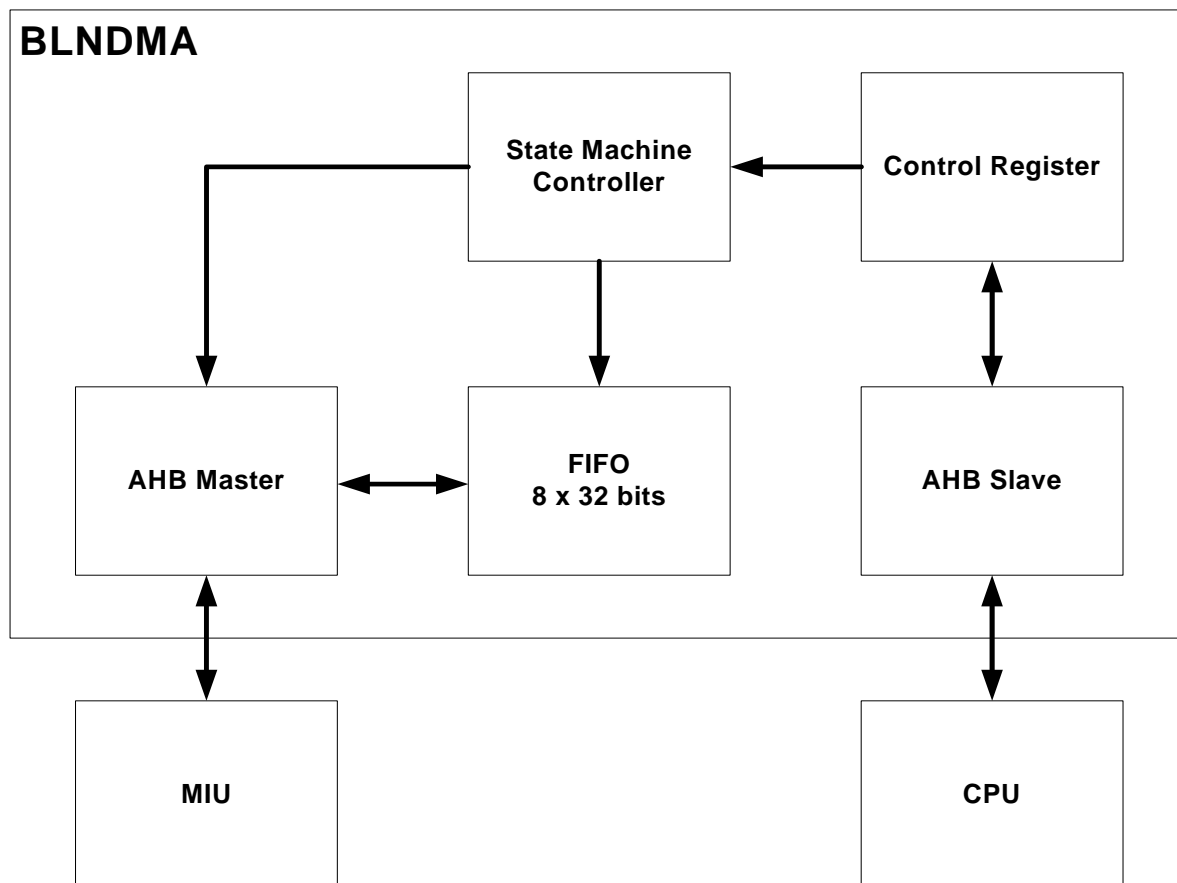 BLNDMA
State Machine
Controller
Control Register
AHB Master
FIFO
8 x 32 bits
AHB Slave
MIU
CPU